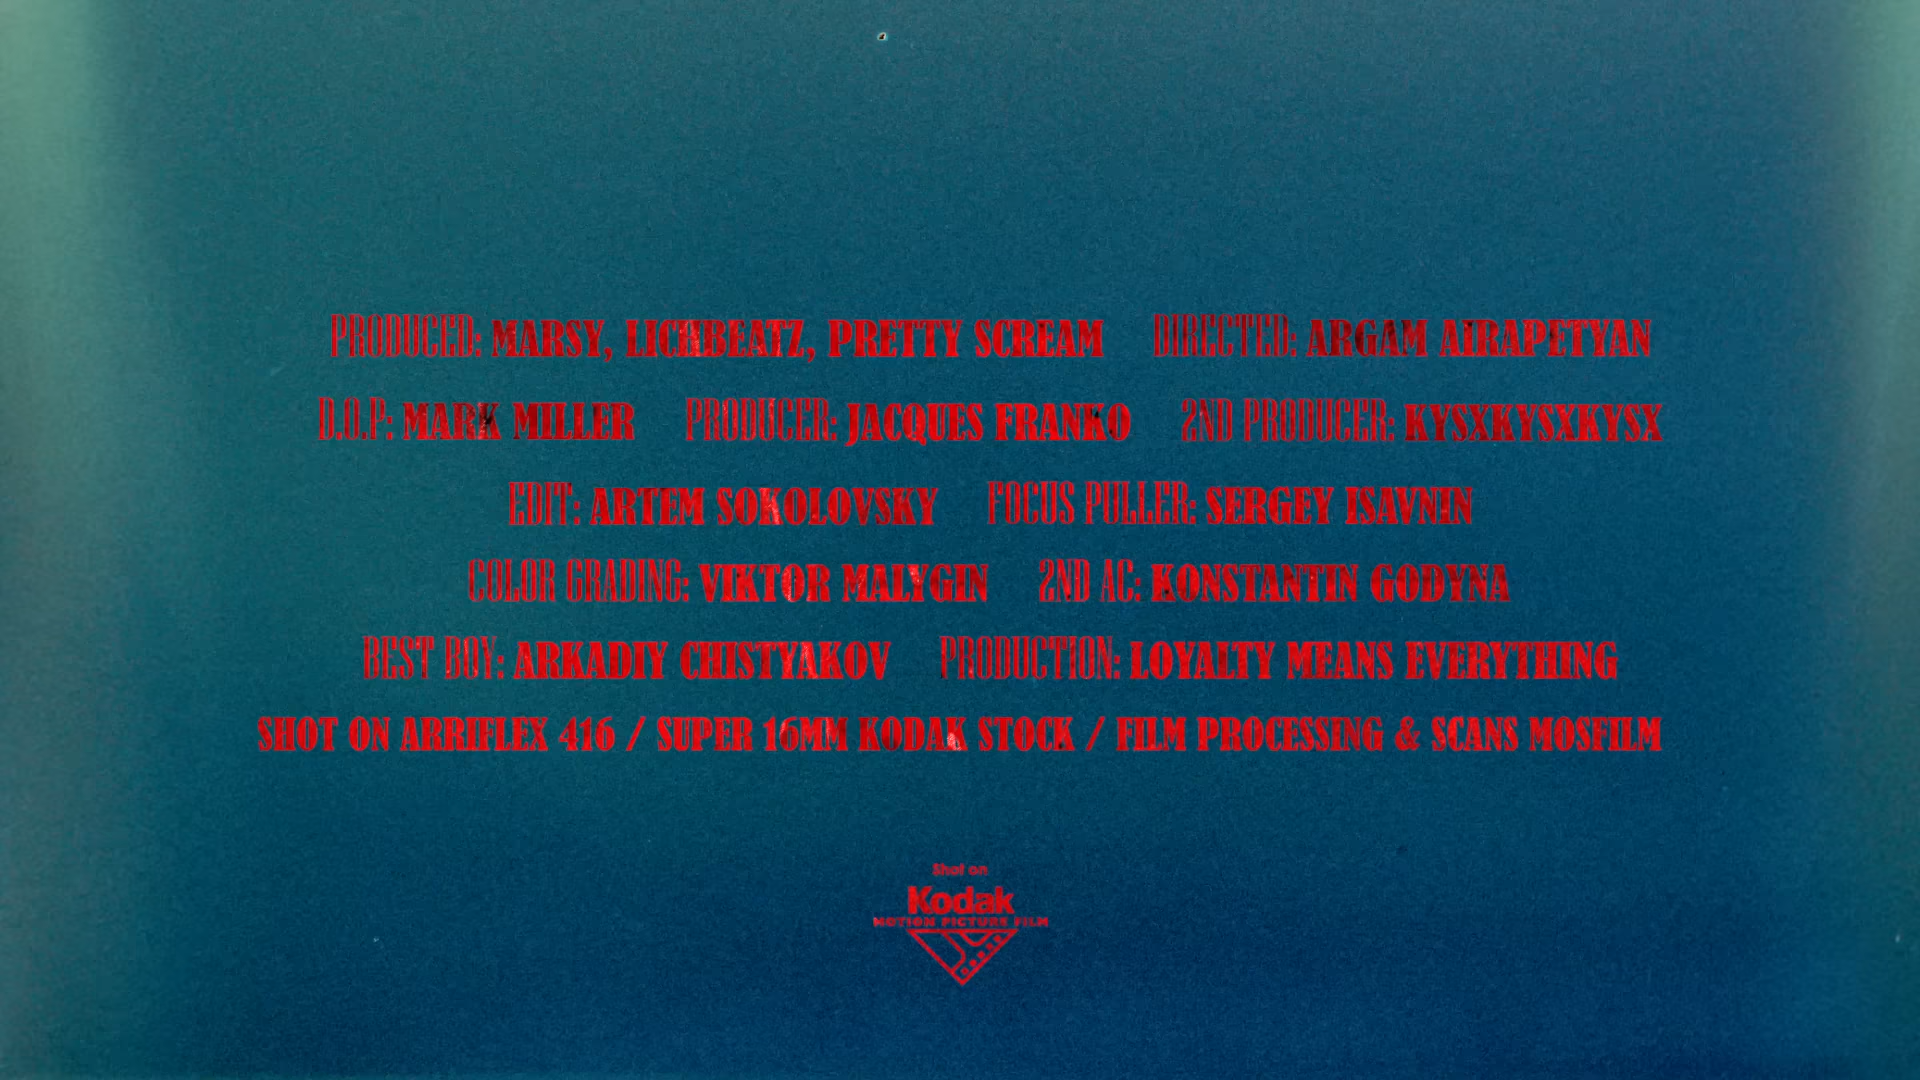 PRODUCED: MARSY, LICHBEATZ, PRETTY SCREAM DIRECTED: ARGAM AIRAPETYAN
D.O.P: MARK MILLER PRODUCER: JACQUES FRANKO 2ND PRODUCER: KYSXKYSXKYSX
EDIT: ARTEM SOKOLOVSKY FOCUS PULLER: SERGEY ISAVNIN
COLOR GRADING: VIKTOR MALYGIN 2ND AC: KONSTANTIN GODYNA
BEST BOY: ARKADIY CHISTYAKOV PRODUCTION: LOYALTY MEANS EVERYTHING
SHOT ON ARRIFLEX 416 / SUPER 16MM KODAK STOCK / FILM PROCESSING & SCANS MOSFILM
Shot on
Kodak
MOTION PICTURE FILM